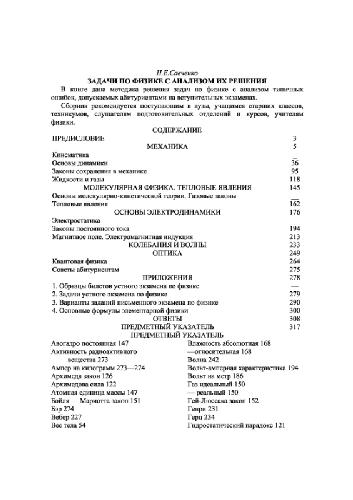 Н.Е.Савченко
ЗАДАЧИ ПО ФИЗИКЕ С АНАЛИЗОМ ИХ РЕШЕНИЯ
В книге дана методика решения задач по физике с анализом типичных
ошибок, допускаемых абитуриентами на вступительных экзаменах.
Сборник рекомендуется поступающим в вузы, учащимся старших классов,
техникумов, слушателям подготовительных отделений и курсов, учителям
физики.
СОДЕРЖАНИЕ
ПРЕДИСЛОВИЕ 3
МЕХАНИКА 5
Кинематика —
Основы динамики 56
Законы сохранения в механике 95
Жидкости и газы 118
МОЛЕКУЛЯРНАЯ ФИЗИКА. ТЕПЛОВЫЕ ЯВЛЕНИЯ 145
Основы молекулярно-кинетической теории. Газовые законы —
Тепловые явления 162
ОСНОВЫ ЭЛЕКТРОДИНАМИКИ 176
Электростатика —
Законы постоянного тока 194
Магнитное поле. Электромагнитная индукция 213
КОЛЕБАНИЯ И ВОЛНЫ 233
ОПТИКА 249
Квантовая физика 264
Советы абитуриентам 275
ПРИЛОЖЕНИЯ 278
1. Образцы билетов устного экзамена по физике —
2. Задачи устного экзамена по физике 279
3. Варианты заданий письменного экзамена по физике 290
4. Основные формулы элементарной физики 300
ОТВЕТЫ 308
ПРЕДМЕТНЫЙ УКАЗАТЕЛЬ 317
ПРЕДМЕТНЫЙ УКАЗАТЕЛЬ
Авогадро постоянная 147
Активность радиоактивного
вещества 273
Ампер на килограмм 273—274
Архимеда закон 126
Архимедова сила 122
Атомная единица массы 147
Бойля — Мариотта закон 151
Бэр 274
Вебер 227
Вес тела 54
Влажность абсолютная 168
—относительная 168
Волна 242
Вольт-амперная характеристика 194
Вольт на метр 186
Газ идеальный 150
— реальный 150
Гей-Люссака закон 152.
Генри 231
Герц 234
Гидростатический парадокс 121